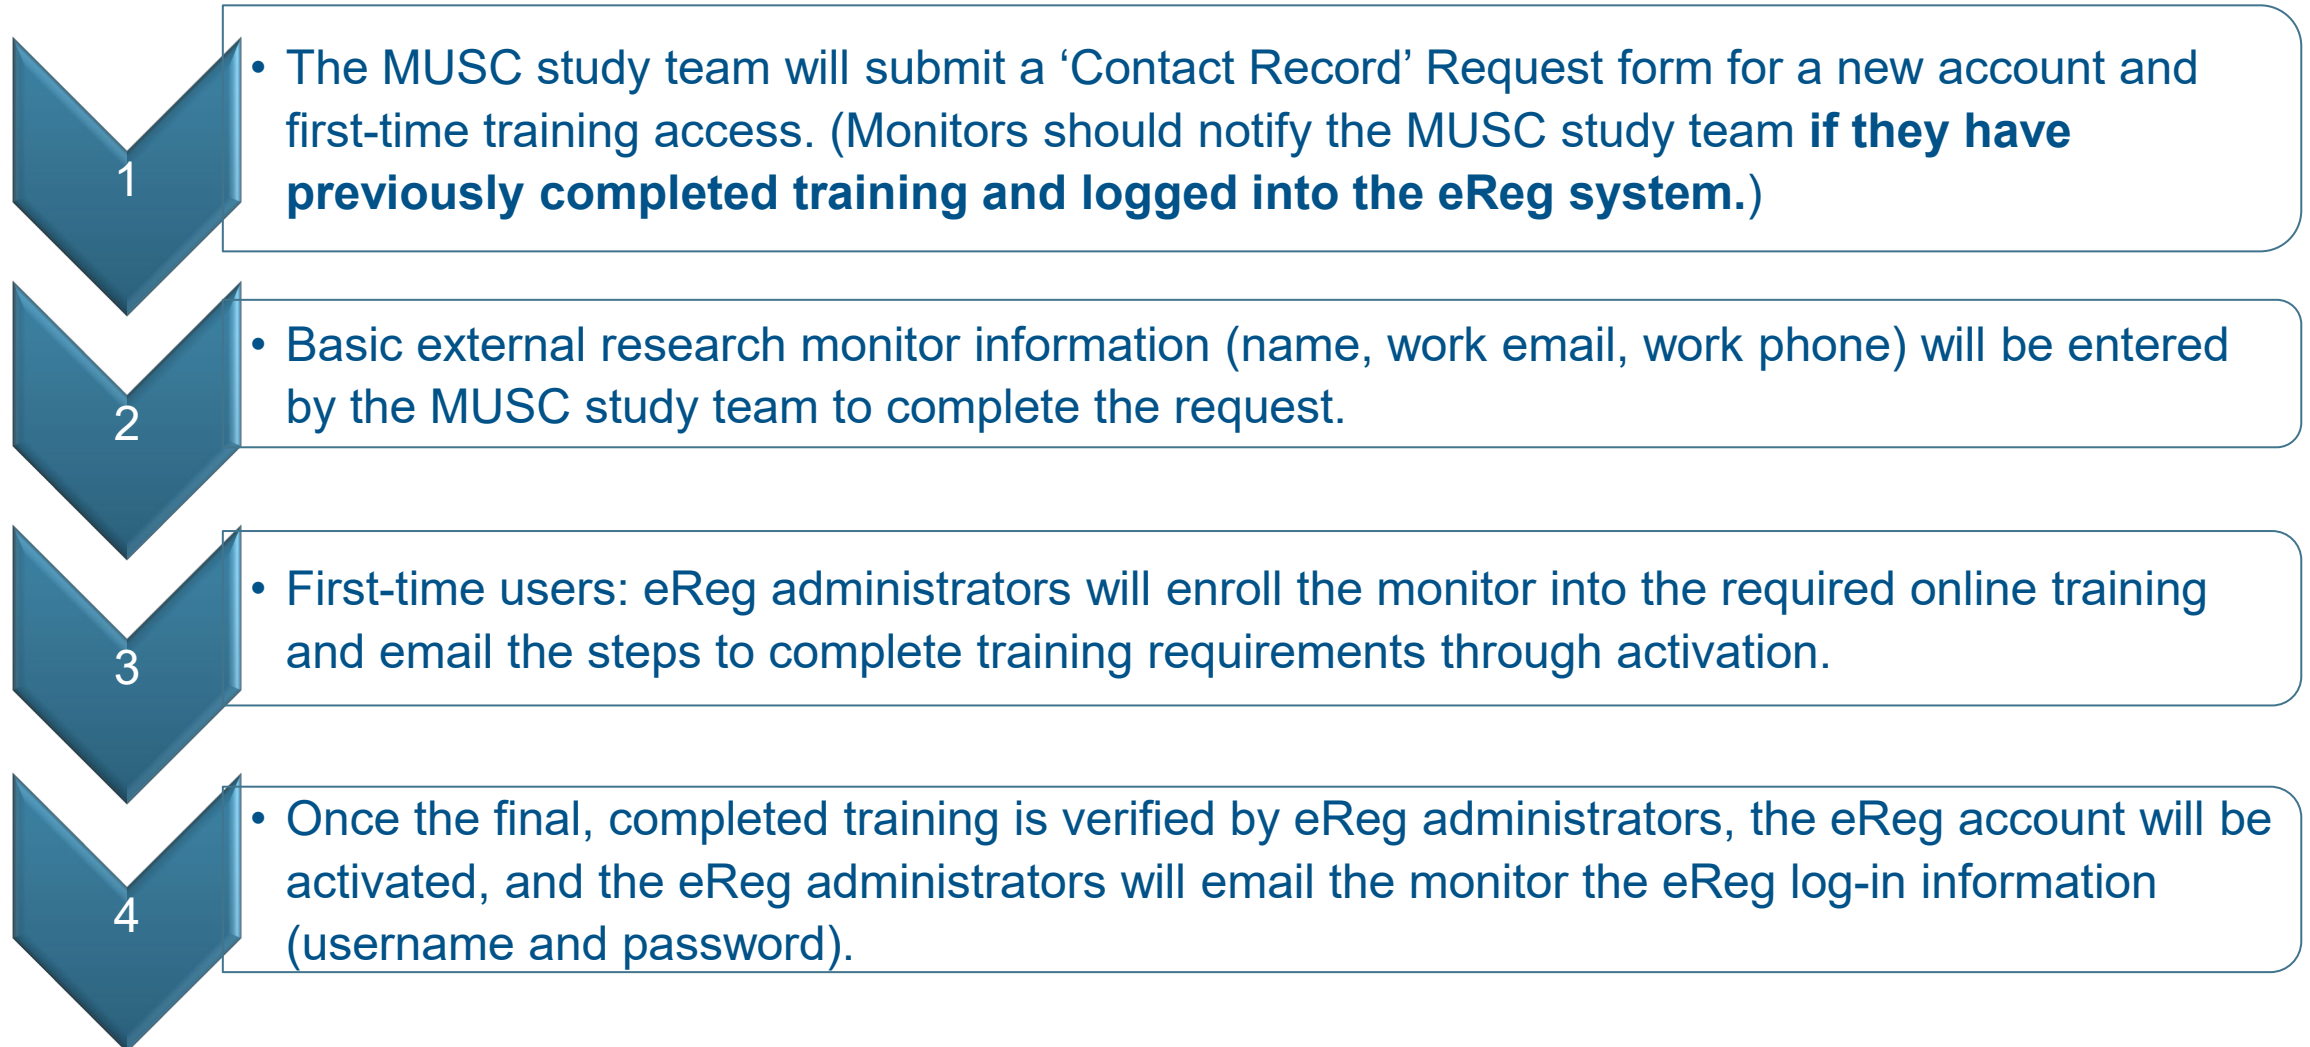 1
• The MUSC study team will submit a ‘Contact Record’ Request form for a new account and
first-time training access. (Monitors should notify the MUSC study team if they have
previously completed training and logged into the eReg system.)
2
• Basic external research monitor information (name, work email, work phone) will be entered
by the MUSC study team to complete the request.
3
• First-time users: eReg administrators will enroll the monitor into the required online training
and email the steps to complete training requirements through activation.
4
• Once the final, completed training is verified by eReg administrators, the eReg account will be
activated, and the eReg administrators will email the monitor the eReg log-in information
(username and password).